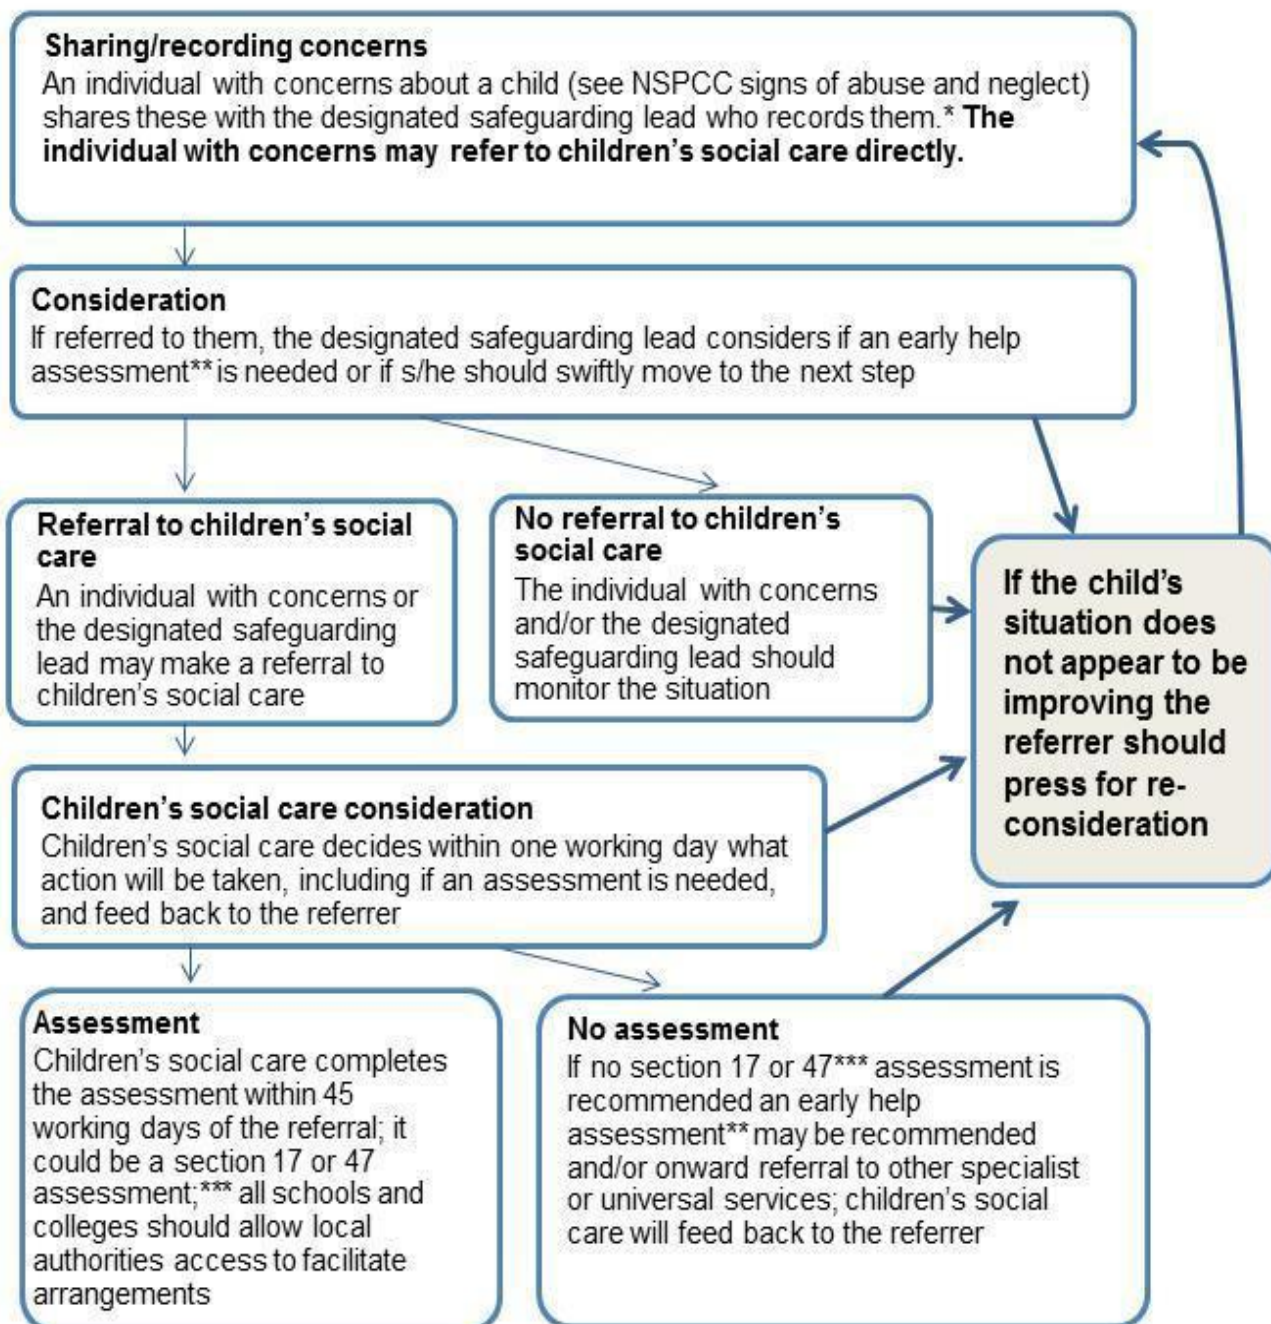 Sharing/recording concerns
An individual with concerns about a child (see NSPCC signs of abuse and neglect)
shares these with the designated safeguarding lead who records them.* The
individual with concerns may refer to children's social care directly.
Consideration
If referred to them, the designated safeguarding lead considers if an early help
assessment** is needed or if s/he should swiftly move to the next step
Referral to children's social
care
An individual with concerns or
the designated safeguarding
lead may make a referral to
children's social care
No referral to children's
social care
The individual with concerns
and/or the designated
safeguarding lead should
monitor the situation
If the child's
situation does
not appear to be
improving the
referrer should
press for re-
consideration
Children's social care consideration
Children's social care decides within one working day what
action will be taken, including if an assessment is needed,
and feed back to the referrer
Assessment
Children's social care completes
the assessment within 45
working days of the referral; it
could be a section 17 or 47
assessment;*** all schools and
colleges should allow local
authorities access to facilitate
arrangements
No assessment
If no section 17 or 47*** assessment is
recommended an early help
assessment** may be recommended
and/or onward referral to other specialist
or universal services; children's social
care will feed back to the referrer